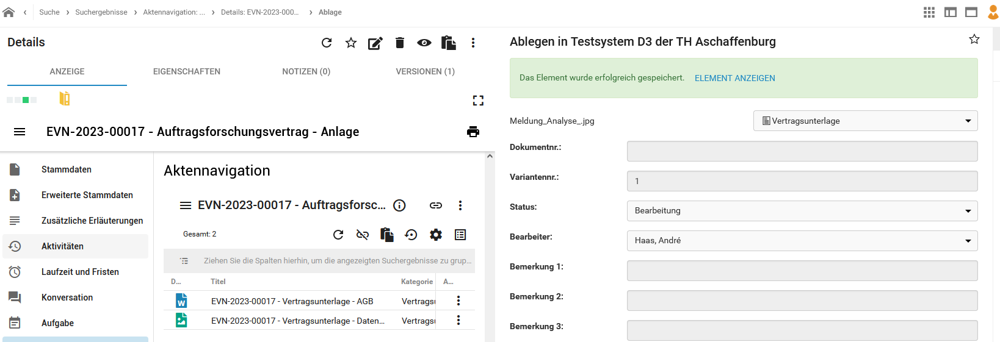 Suche › Suchergebnisse › Aktennavigation: ... › Details: EVN-2023-000... › Ablage
Details
ANZEIGE EIGENSCHAFTEN NOTIZEN (0) VERSIONEN (1)
EVN-2023-00017 - Auftragsforschungsvertrag - Anlage
Stammdaten
Erweiterte Stammdaten
Zusätzliche Erläuterungen
Aktivitäten
Laufzeit und Fristen
Konversation
Aufgabe
Aktennavigation
EVN-2023-00017 - Auftragsforsc...
Gesamt: 2
Ziehen Sie die Spalten hierhin, um die angezeigten Suchergebnisse zu grup...
D... Titel Kategorie A...
W EVN-2023-00017 - Vertragsunterlage - AGB Vertragsu
EVN-2023-00017 - Vertragsunterlage - Daten... Vertragsu
Ablegen in Testsystem D3 der TH Aschaffenburg
Das Element wurde erfolgreich gespeichert. ELEMENT ANZEIGEN
Meldung_Analyse_.jpg Vertragsunterlage
Dokumentnr.:
Variantennr.: 1
Status: Bearbeitung
Bearbeiter: Haas, André
Bemerkung 1:
Bemerkung 2:
Bemerkung 3: